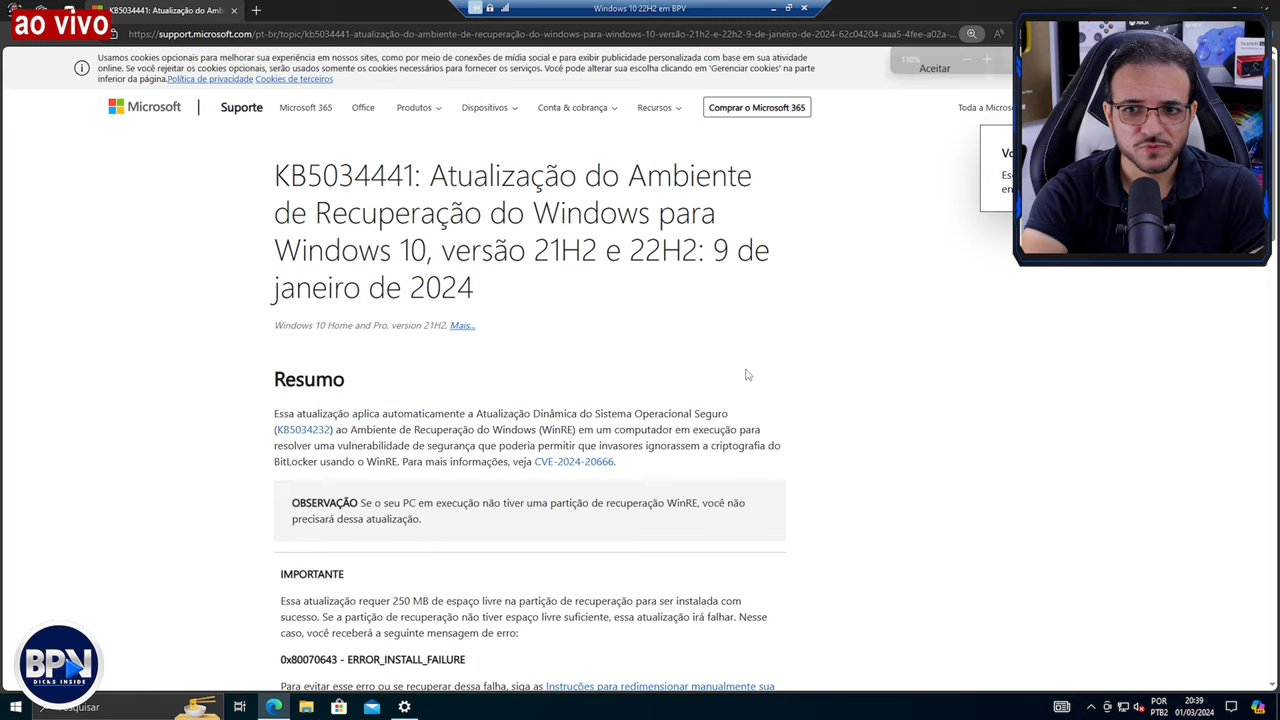 KB5034441: Atualização do Amb
Windows 10 22H2 em BPV
ao vivo
https://support.microsoft.com/pt-br/topic/kb5034441-atualização-do-ambiente-de-recuperação-do-windows-para-windows-10-versão-21h2-e-22h2-9-de-janeiro-de-2024-62c04204-aaa5-4fee-a02a-...
Usamos cookies opcionais para melhorar sua experiência em nossos sites, como por meio de conexões de mídia social e para exibir publicidade personalizada com base em sua atividade
online. Se você rejeitar os cookies opcionais, serão usados somente os cookies necessários para fornecer os serviços. Você pode alterar sua escolha clicando em 'Gerenciar cookies' na parte
inferior da página.Política de privacidade Cookies de terceiros
110%
Aceitar
Microsoft Suporte Microsoft 365 Office Produtos Dispositivos Conta & cobrança Recursos Comprar o Microsoft 365 Toda a Micros
KB5034441: Atualização do Ambiente
de Recuperação do Windows para
Windows 10, versão 21H2 e 22H2: 9 de
janeiro de 2024
Windows 10 Home and Pro, version 21H2, Mais...
Resumo
Essa atualização aplica automaticamente a Atualização Dinâmica do Sistema Operacional Seguro
(KB5034232) ao Ambiente de Recuperação do Windows (WinRE) em um computador em execução para
resolver uma vulnerabilidade de segurança que poderia permitir que invasores ignorassem a criptografia do
BitLocker usando o WinRE. Para mais informações, veja CVE-2024-20666.
OBSERVAÇÃO Se o seu PC em execução não tiver uma partição de recuperação WinRE, você não
precisará dessa atualização.
IMPORTANTE
Essa atualização requer 250 MB de espaço livre na partição de recuperação para ser instalada com
sucesso. Se a partição de recuperação não tiver espaço livre suficiente, essa atualização irá falhar. Nesse
caso, você receberá a seguinte mensagem de erro:
0x80070643 - ERROR_INSTALL_FAILURE
Para evitar esse erro ou se recuperar dessa falha, siga as Instruções para redimensionar manualmente sua
BPV
DICAS INSIDE
squisar
POR
PTB2
20:39
01/03/2024